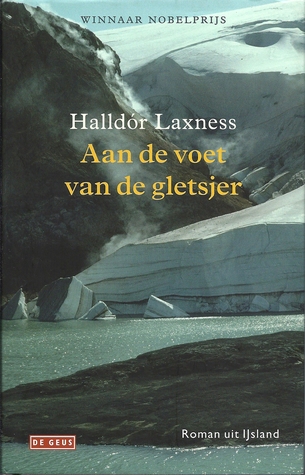 WINNAAR NOBELPRIJS
Halldór Laxness
Aan de voet
van de gletsjer
DE GEUS
Roman uit IJsland